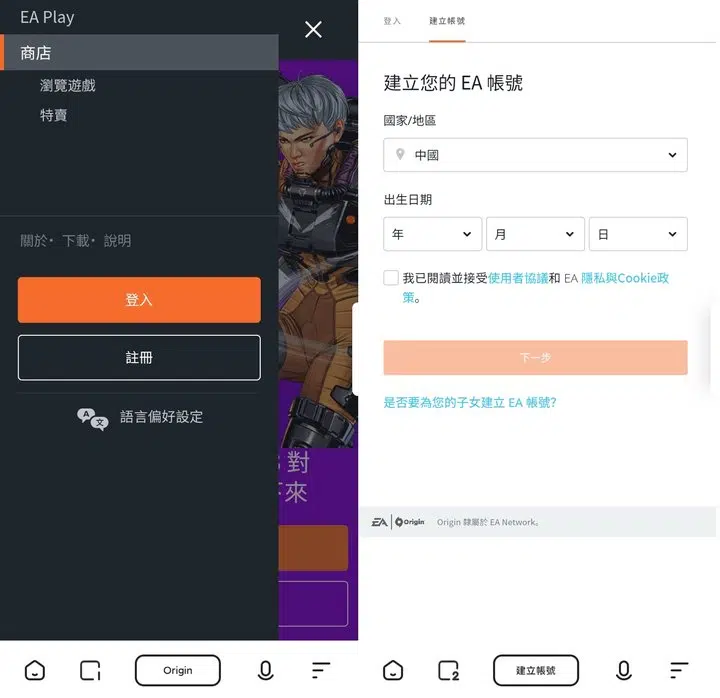 EA Play
商店
瀏覽遊戲
特賣
關於• 下載• 說明
登入
註冊
語言偏好設定
對
來
1
Origin
登入
建立帳號
建立您的 EA 帳號
國家/地區
中國
出生日期
年 月 日
我已閱讀並接受使用者協議和 EA 隱私與Cookie政
策。
下一步
是否要為您的子女建立 EA 帳號?
EA Origin Origin 隸屬於 EA Network。
2
建立帳號